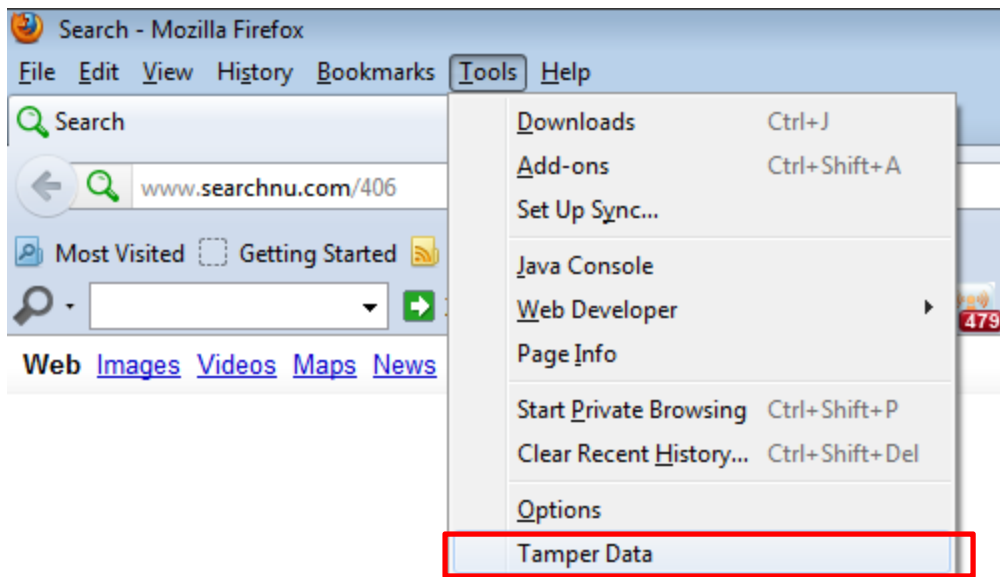 Search - Mozilla Firefox
File Edit View History Bookmarks Tools Help
Search
www.searchnu.com/406
Most Visited Getting Started
Web Images Videos Maps News
Downloads Ctrl+J
Add-ons Ctrl+Shift+A
Set Up Sync...
Java Console
Web Developer
479
Page Info
Start Private Browsing Ctrl+Shift+P
Clear Recent History... Ctrl+Shift+Del
Options
Tamper Data